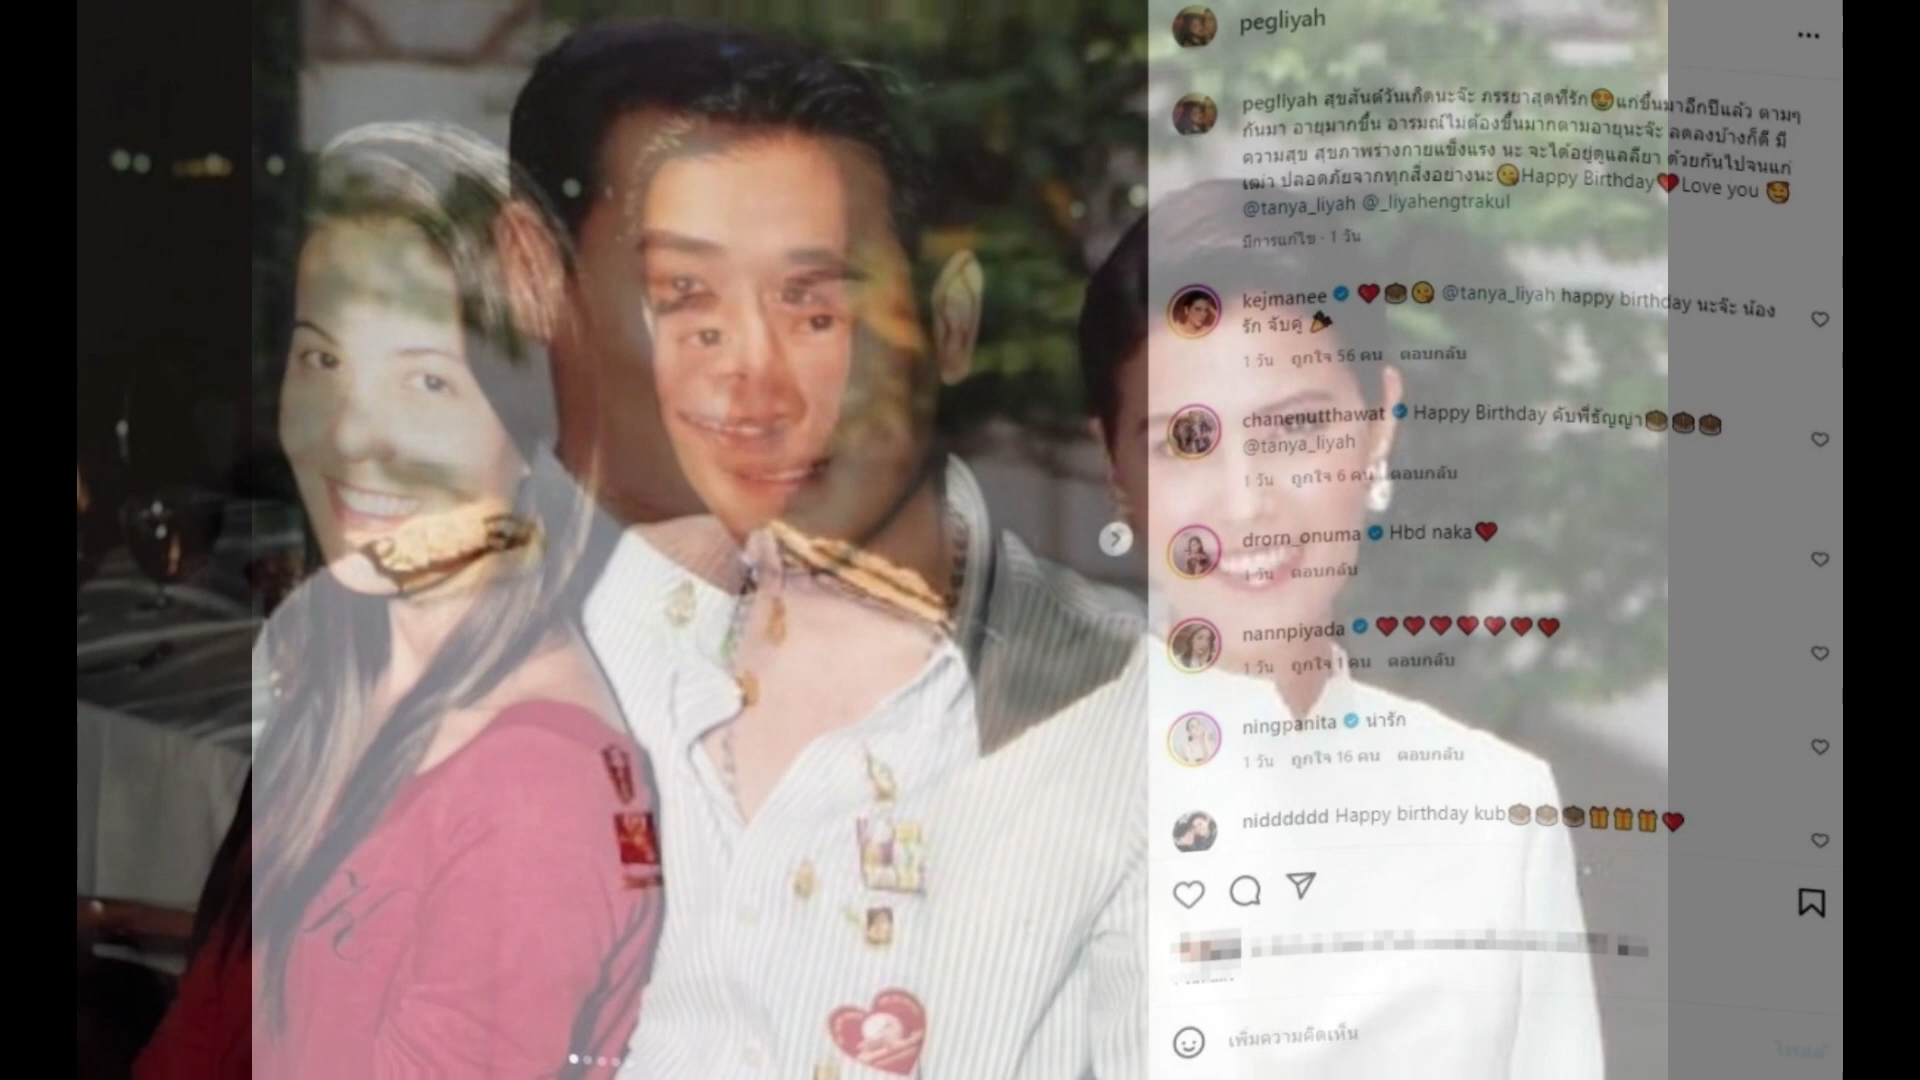 pegliyah
pegliyah สุขสันต์วันเกิดนะจ๊ะ ภรรยาสุดที่รัก😍แก่ขึ้นมาอีกปีแล้ว ตามๆ
กันมา อายุมากขึ้น อารมณ์ไม่ต้องขึ้นมากตามอายุนะจ๊ะ ลดลงบ้างก็ดี มี
ความสุข สุขภาพร่างกายแข็งแรง นะ จะได้อยู่ดูแลลียา ด้วยกันไปจนแก่
เฒ่า ปลอดภัยจากทุกสิ่งอย่างนะ😘Happy Birthday❤️Love you 🥰
@tanya_liyah @_liyahengtrakul
มีการแก้ไข · 1 วัน
kejmanee ❤️🎂😘 @tanya_liyah happy birthday นะจ๊ะ น้อง
รัก จับคู่ 🎉
1 วัน ถูกใจ 56 คน ตอบกลับ
chanenutthawat Happy Birthday คับพี่ธัญญ่า🎂🎂🎂
@tanya_liyah
1 วัน ถูกใจ 6 คน ตอบกลับ
drorn_onuma Hbd naka❤️
1 วัน ตอบกลับ
nannpiyada ❤️❤️❤️❤️❤️❤️❤️
1 วัน ถูกใจ 1 คน ตอบกลับ
ningpanita น่ารัก
1 วัน ถูกใจ 16 คน ตอบกลับ
nidddddd Happy birthday kub🎂🎂🎂🎁🎁🎁❤️
เพิ่มความคิดเห็น
โพสต์